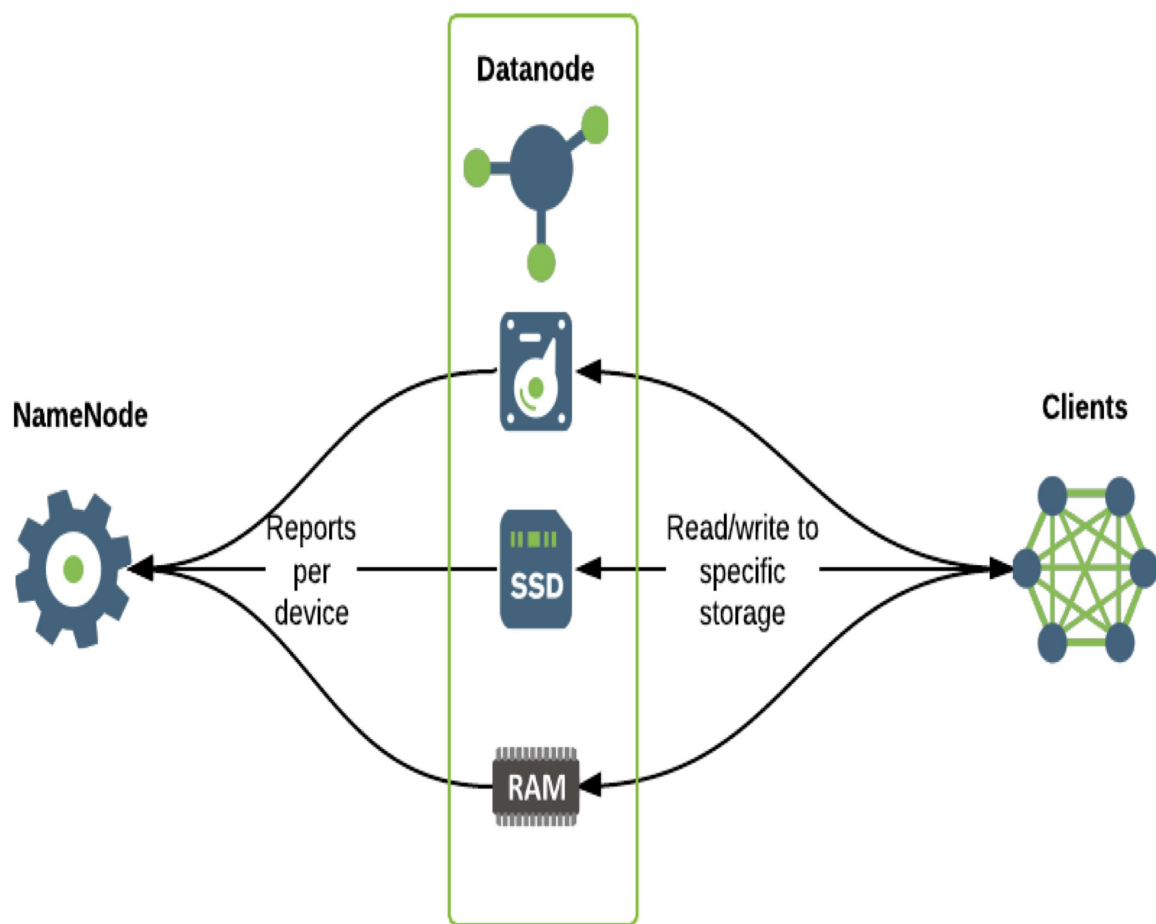 Datanode
NameNode
Clients
Reports
per
device
SSD
Read/write to
specific
storage
RAM